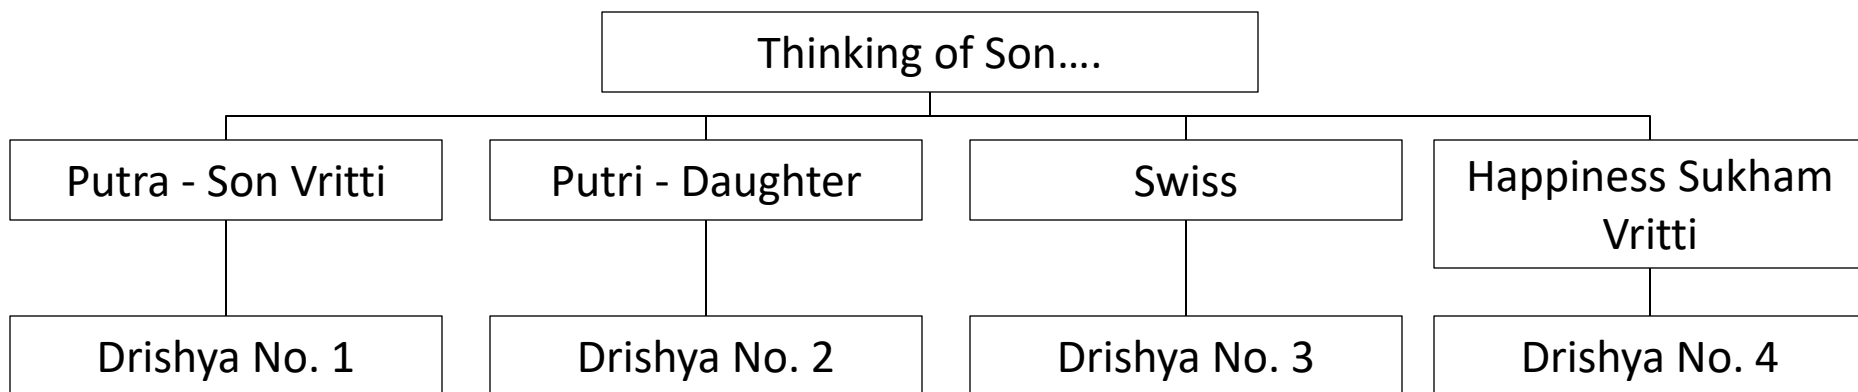 Thinking of Son....
Putra - Son Vritti
Putri - Daughter
Swiss
Happiness Sukham
Vritti
Drishya No. 1
Drishya No. 2
Drishya No. 3
Drishya No. 4